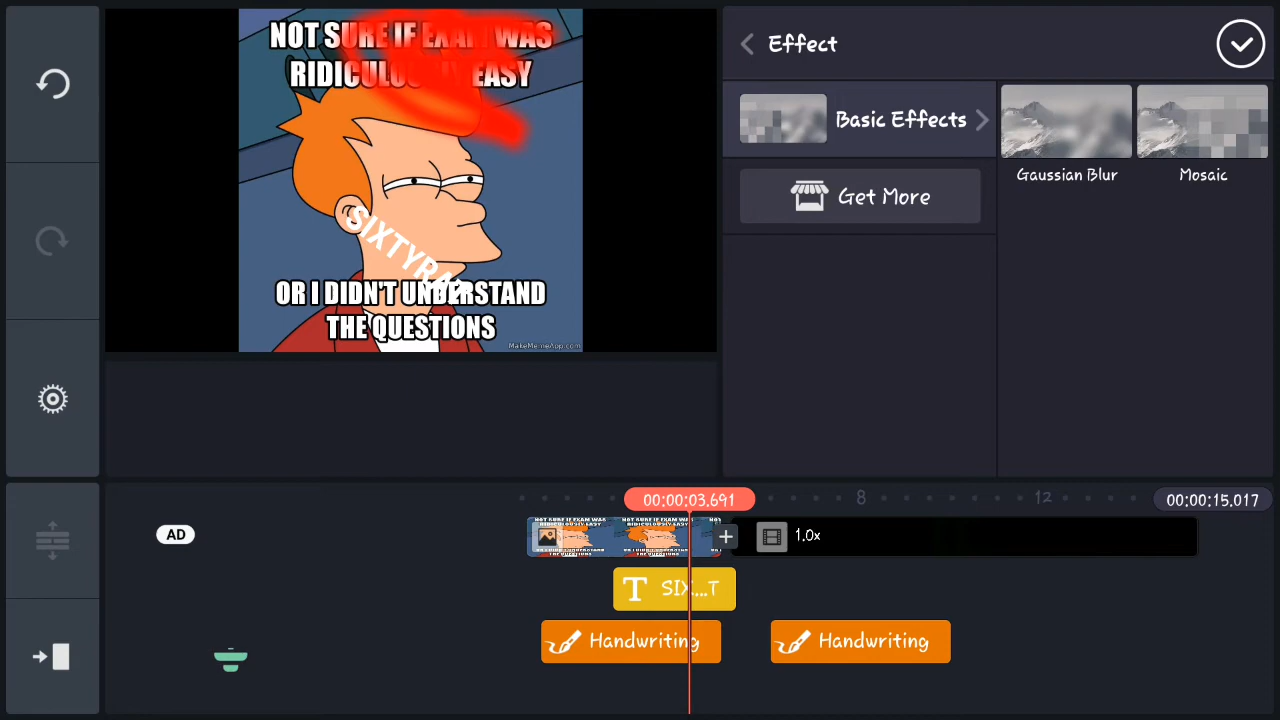 NOT SURE IF EXAM WAS
RIDICULOUSLY EASY
OR I DIDN'T UNDERSTAND
THE QUESTIONS
MakeMemeApp.com
Effect
Basic Effects
Get More
Gaussian Blur
Mosaic
00:00:03.691
8
12
00:00:15.017
AD
1.0x
SIX...T
Handwriting
Handwriting